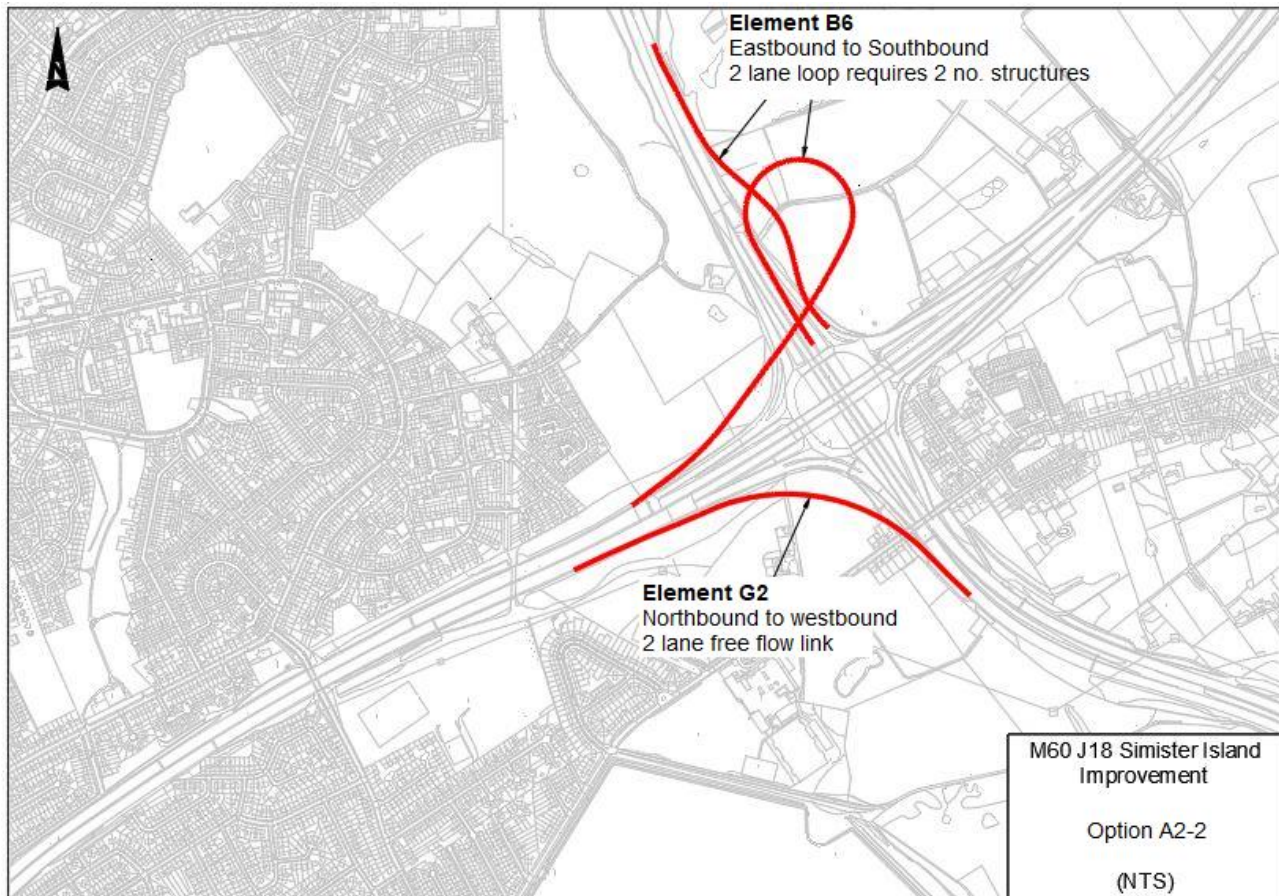 Element B6
Eastbound to Southbound
2 lane loop requires 2 no. structures
N
Element G2
Northbound to westbound
2 lane free flow link
M60 J18 Simister Island
Improvement
Option A2-2
(NTS)